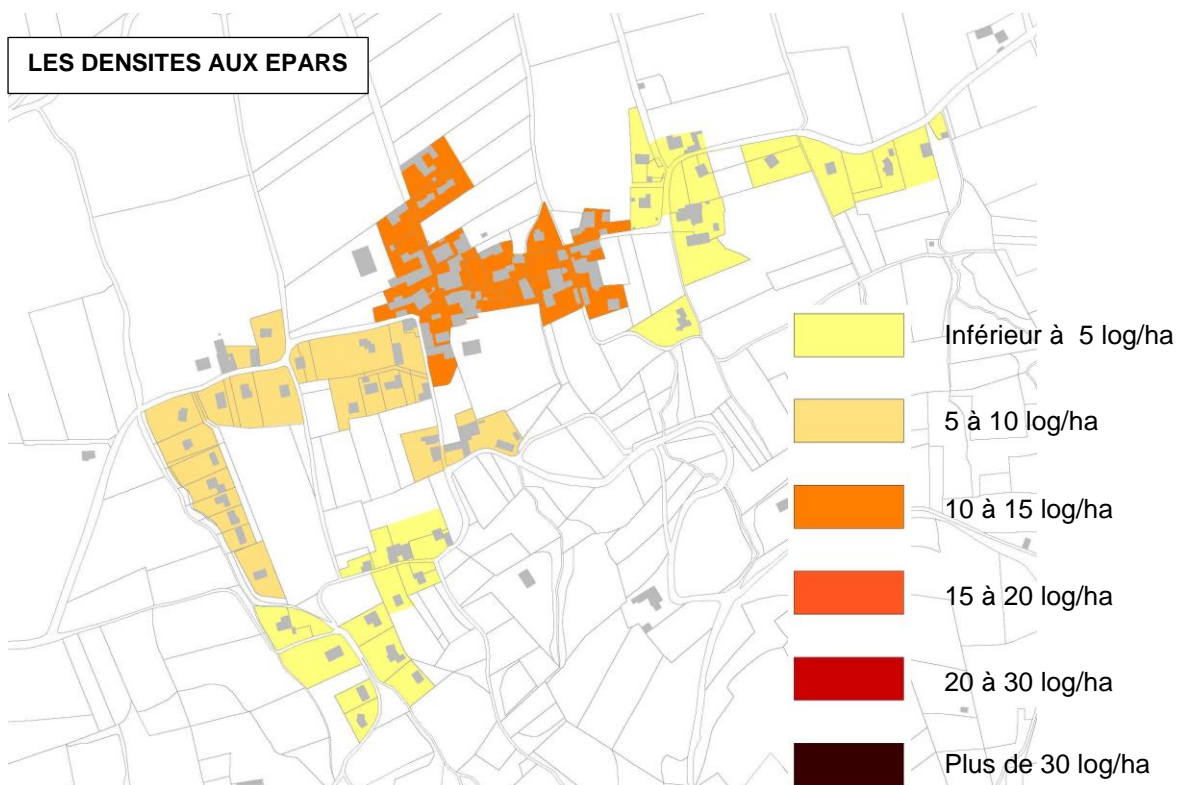 LES DENSITES AUX EPARS
Inférieur à 5 log/ha
5 à 10 log/ha
10 à 15 log/ha
15 à 20 log/ha
20 à 30 log/ha
Plus de 30 log/ha